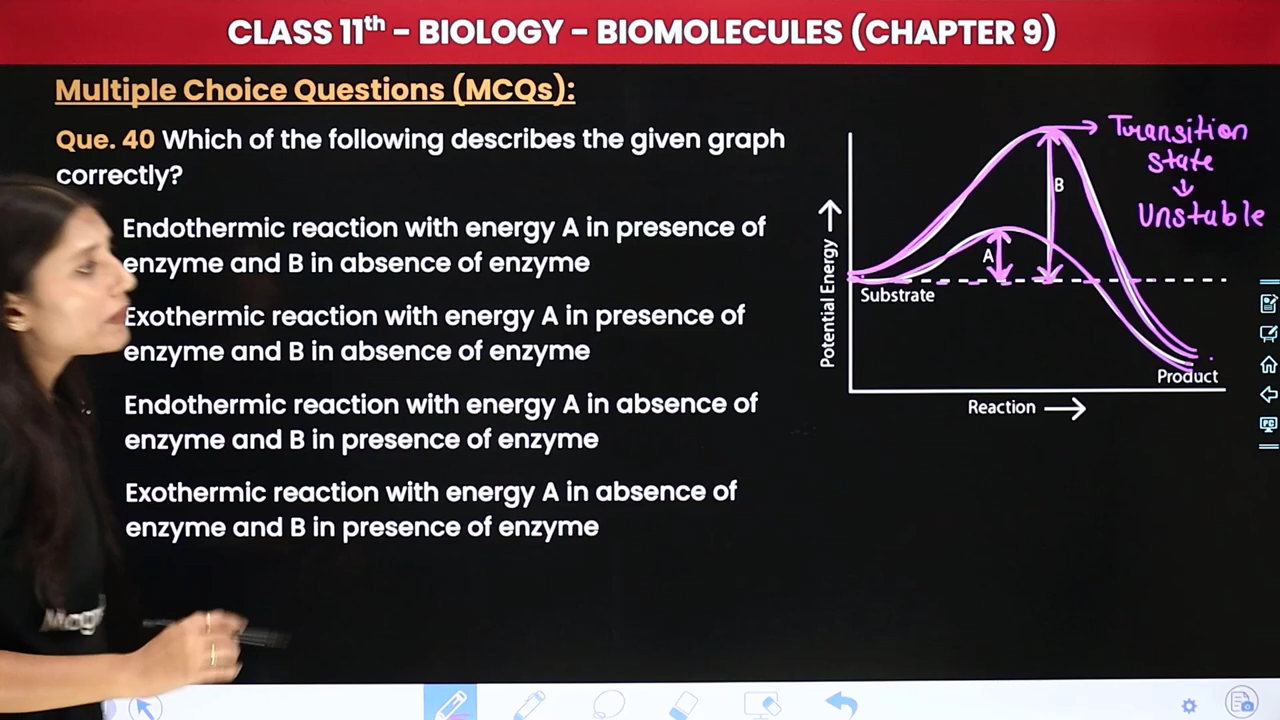 CLASS 11th - BIOLOGY - BIOMOLECULES (CHAPTER 9)
Multiple Choice Questions (MCQs):
Que. 40 Which of the following describes the given graph
correctly?
Endothermic reaction with energy A in presence of
enzyme and B in absence of enzyme
Exothermic reaction with energy A in presence of
enzyme and B in absence of enzyme
Endothermic reaction with energy A in absence of
enzyme and B in presence of enzyme
Exothermic reaction with energy A in absence of
enzyme and B in presence of enzyme
Transition
state
Unstable
B
A
Substrate
Potential Energy
Product
Reaction
PC